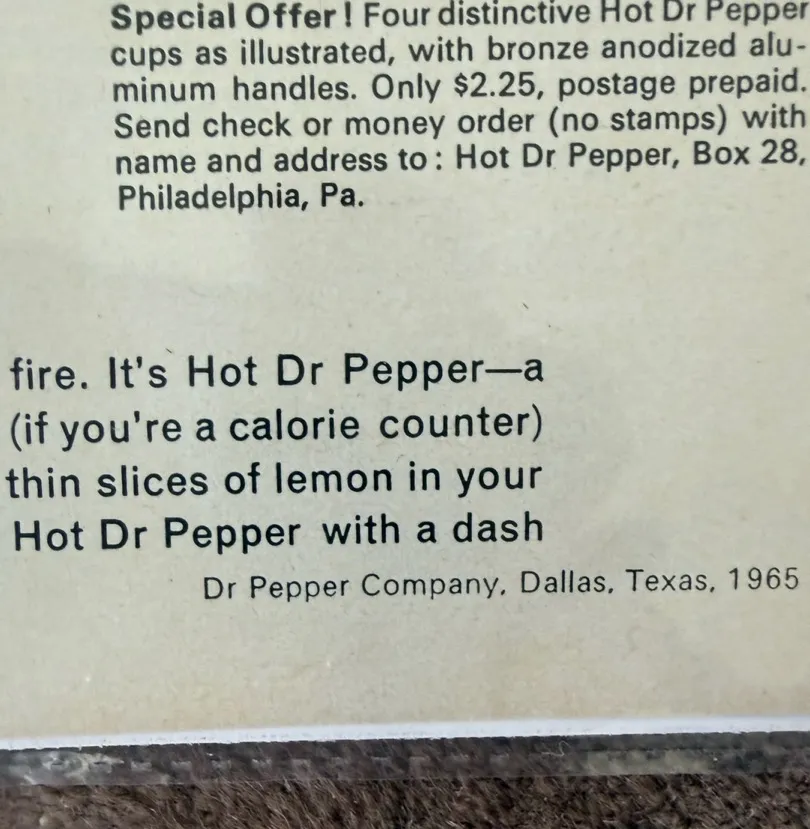 Special Offer! Four distinctive Hot Dr Pepper
cups as illustrated, with bronze anodized alu-
minum handles. Only $2.25, postage prepaid.
Send check or money order (no stamps) with
name and address to: Hot Dr Pepper, Box 28,
Philadelphia, Pa.
fire. It's Hot Dr Pepper—a
(if you're a calorie counter)
thin slices of lemon in your
Hot Dr Pepper with a dash
Dr Pepper Company, Dallas, Texas, 1965